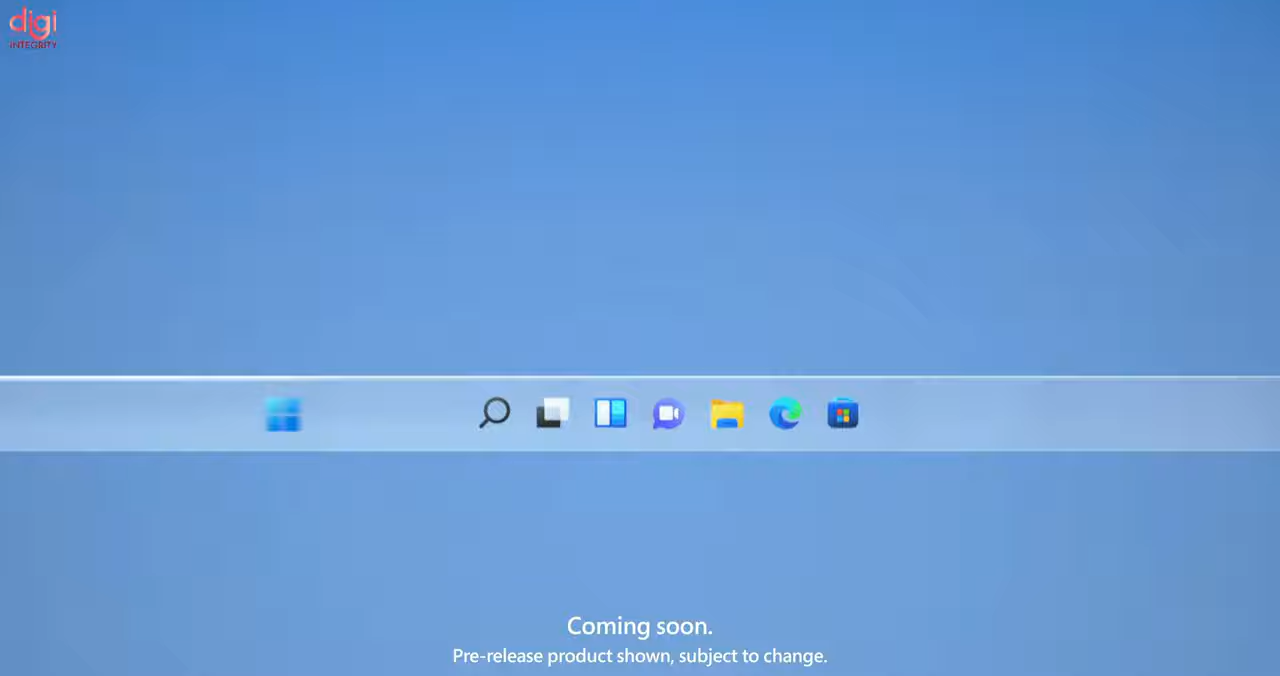 digi
INTEGRITY
Coming soon.
Pre-release product shown, subject to change.